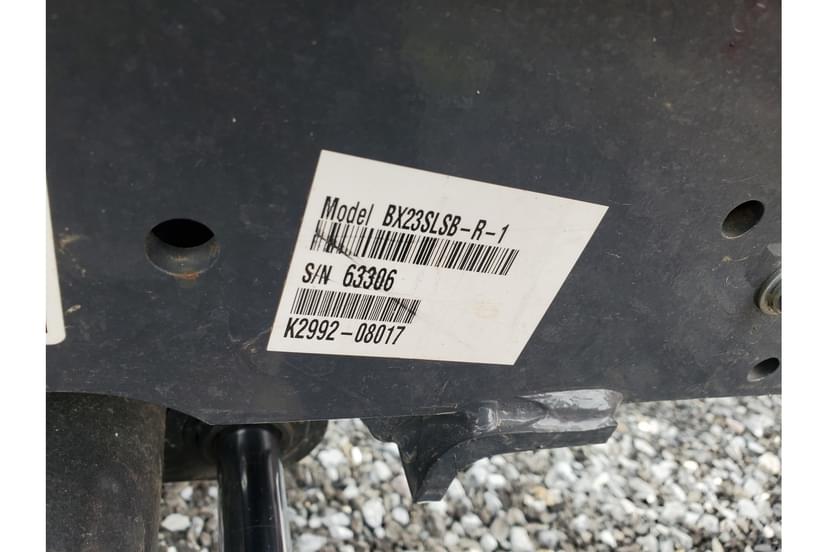 Model BX23SLSB-R-1
S/N 63306
K2992-08017